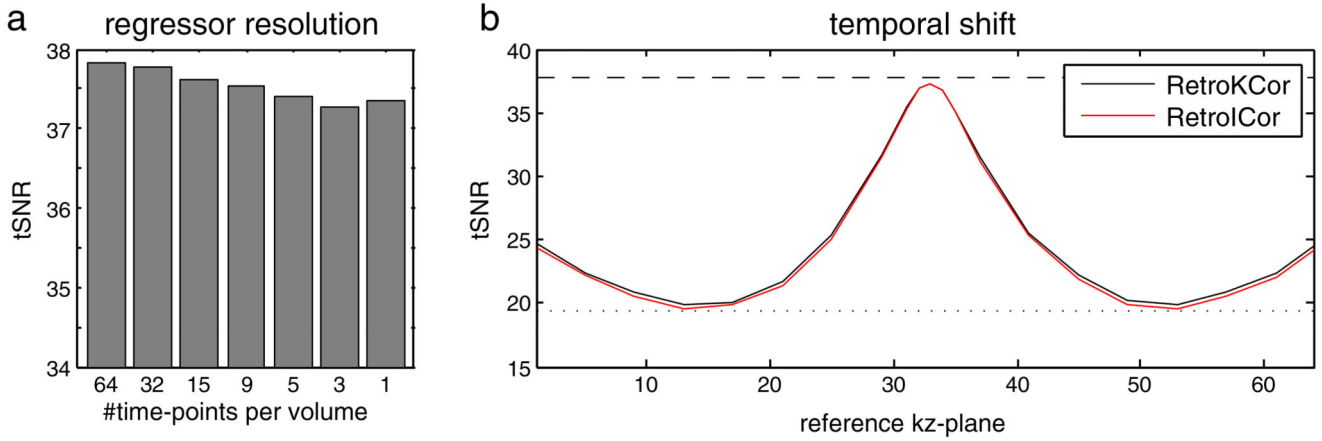 a regressor resolution
38
37
36
35
34
tSNR
64 32 15 9 5 3 1
#time-points per volume
b temporal shift
40
35
30
25
20
15
tSNR
RetroKCor
RetroICor
10 20 30 40 50 60
reference kz-plane